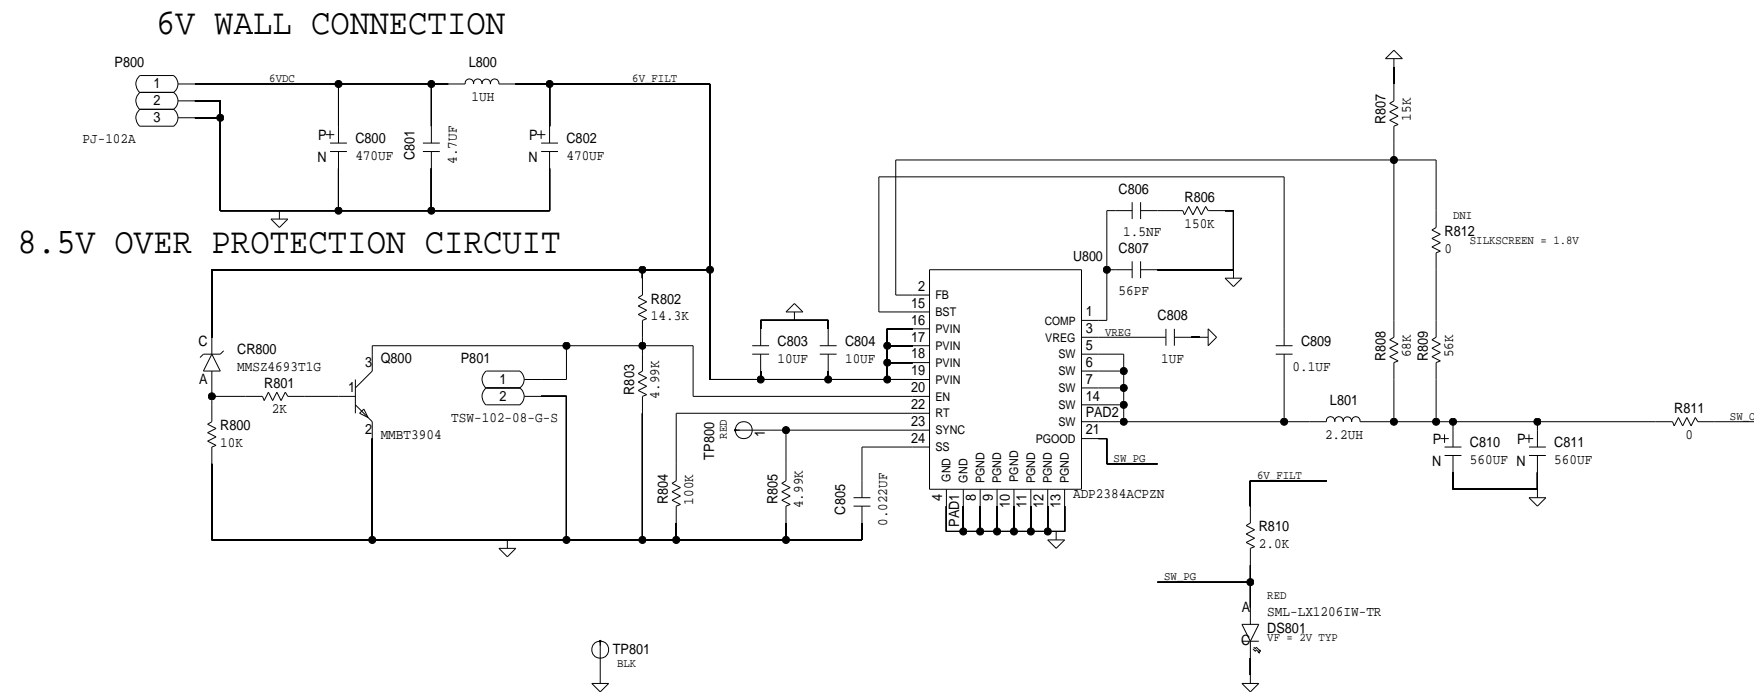 6V WALL CONNECTION
P800
1
2
3
PJ-102A
6VDC
L800
1UH
6V_FILT
P+
N
C800
470UF
C801
4.7UF
P+
N
C802
470UF
8.5V OVER PROTECTION CIRCUIT
C
A
CR800
MMSZ4693T1G
R801
2K
R800
10K
Q800
3
1
2
MMBT3904
P801
1
2
TSW-102-08-G-S
R802
14.3K
R803
4.99K
R804
100K
TP800
RED
1
R805
4.99K
C805
0.022UF
C803
10UF
C804
10UF
U800
2
FB
15
BST
16
PVIN
17
PVIN
18
PVIN
19
PVIN
20
EN
22
RT
23
SYNC
24
SS
COMP
1
VREG
3
VREG
SW
5
SW
6
SW
7
SW
14
SW
PAD2
PGOOD
21
SW_PG
GND
GND
PGND
PGND
PGND
PGND
PGND
PGND
4
PAD1
8
9
10
11
12
13
ADP2384ACPZN
C806
1.5NF
R806
150K
C807
56PF
C808
1UF
C809
0.1UF
L801
2.2UH
R807
15K
R808
68K
R809
56K
DNI
R812
0
SILKSCREEN = 1.8V
P+
N
C810
560UF
P+
N
C811
560UF
R811
0
6V_FILT
R810
2.0K
SW_PG
A
C
RED
SML-LX1206IW-TR
DS801
VF = 2V TYP
TP801
BLK